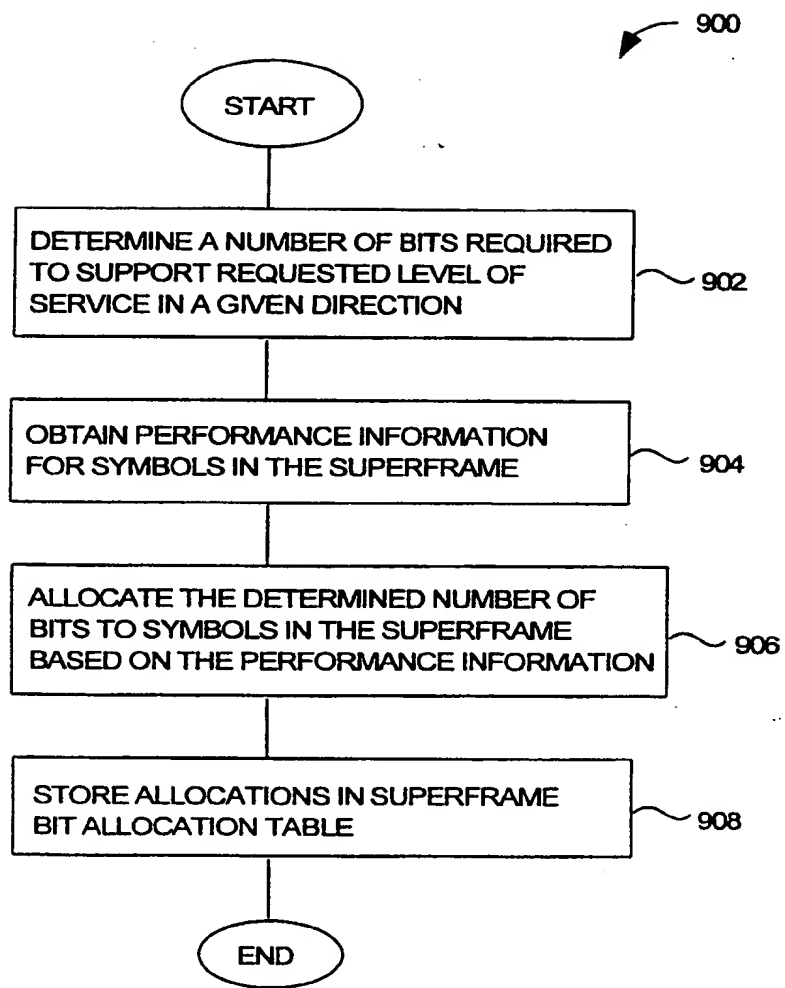 900
START
DETERMINE A NUMBER OF BITS REQUIRED
TO SUPPORT REQUESTED LEVEL OF
SERVICE IN A GIVEN DIRECTION
902
OBTAIN PERFORMANCE INFORMATION
FOR SYMBOLS IN THE SUPERFRAME
904
ALLOCATE THE DETERMINED NUMBER OF
BITS TO SYMBOLS IN THE SUPERFRAME
BASED ON THE PERFORMANCE INFORMATION
906
STORE ALLOCATIONS IN SUPERFRAME
BIT ALLOCATION TABLE
908
END